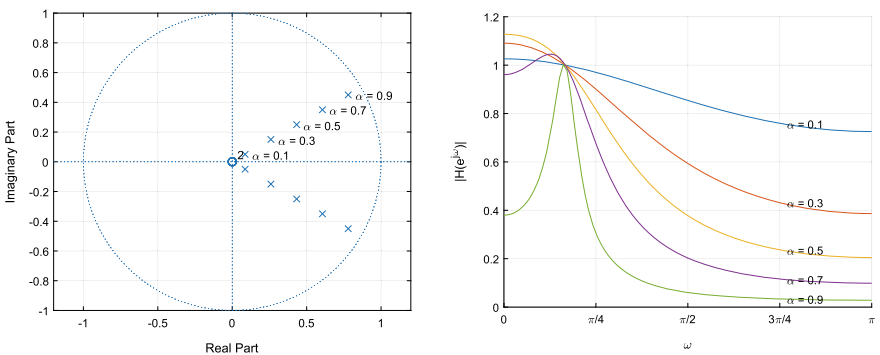 1
0.8
0.6
0.4
0.2
0
-0.2
-0.4
-0.6
-0.8
-1
Imaginary Part
2
α = 0.9
α = 0.7
α = 0.5
α = 0.3
α = 0.1
-1
-0.5
0
0.5
1
Real Part
1.2
1
0.8
0.6
0.4
0.2
0
|H(e^{jω})|
α = 0.1
α = 0.3
α = 0.5
α = 0.7
α = 0.9
0
π/4
π/2
3π/4
π
ω